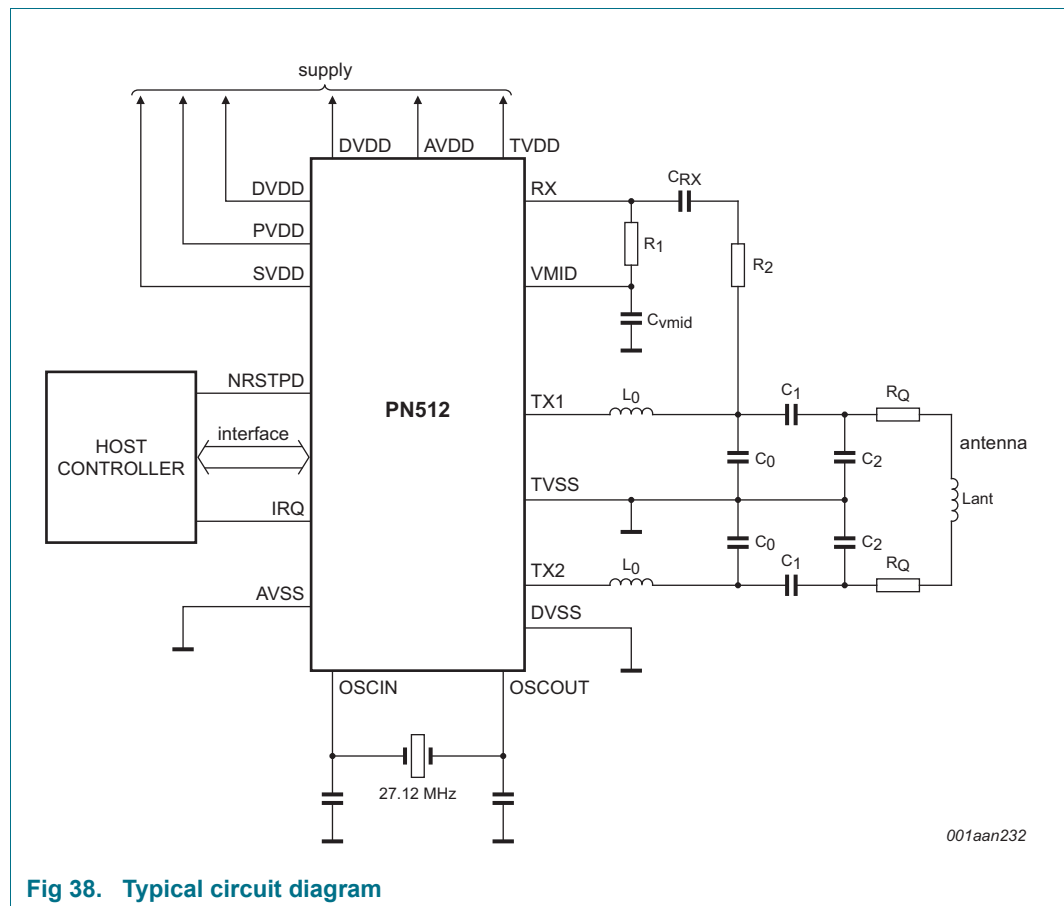 supply
DVDD AVDD TVDD
DVDD
PVDD
SVDD
RX
CRX
R1
R2
VMID
Cvmid
NRSTPD
PN512
HOST
CONTROLLER
interface
IRQ
AVSS
TX1
L0
C1
RQ
antenna
C0
C2
TVSS
Lant
C0
C2
TX2
L0
C1
RQ
DVSS
OSCIN
OSCOUT
27.12 MHz
001aan232
Fig 38. Typical circuit diagram